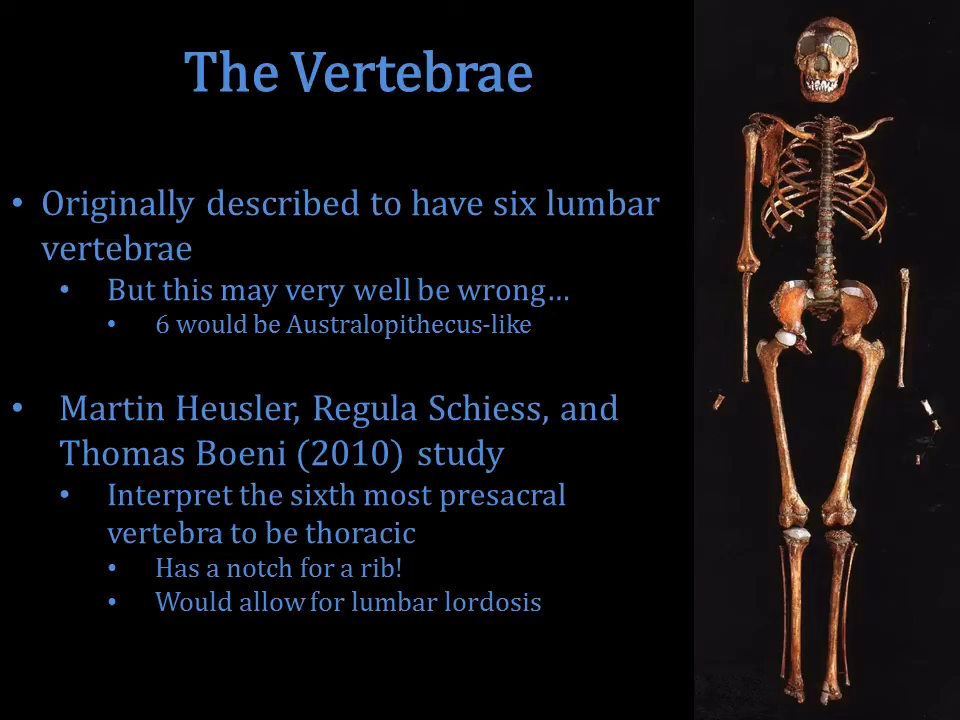 The Vertebrae
• Originally described to have six lumbar
vertebrae
• But this may very well be wrong…
• 6 would be Australopithecus-like
• Martin Heusler, Regula Schiess, and
Thomas Boeni (2010) study
• Interpret the sixth most presacral
vertebra to be thoracic
• Has a notch for a rib!
• Would allow for lumbar lordosis